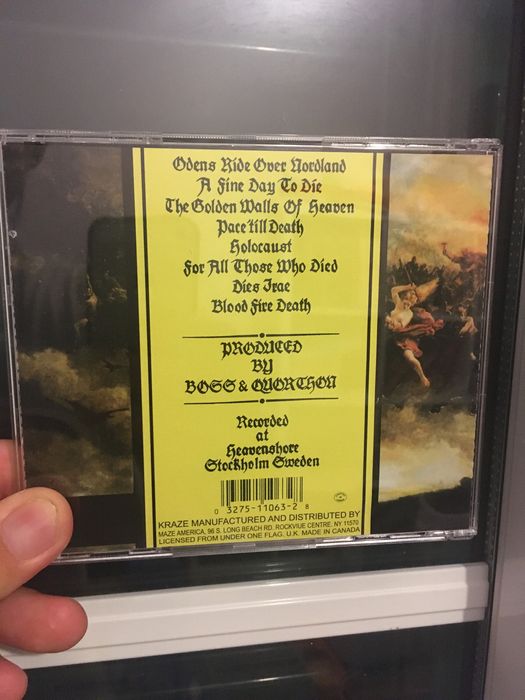 Odens Ride Over Nordland
A Fine Day To Die
The Golden Walls Of Heaven
Pace'till Death
Holocaust
For All Those Who Died
Dies Irae
Blood Fire Death
PRODUCED
BY
BOSS & QUORTHON
Recorded
at
Heavenshore
Stockholm Sweden
0 3275-11063-2 8
KRAZE MANUFACTURED AND DISTRIBUTED BY
MAZE AMERICA, 96 S. LONG BEACH RD. ROCKVIUE CENTRE. NY 11570
LICENSED FROM UNDER ONE FLAG. U.K. MADE IN CANADA